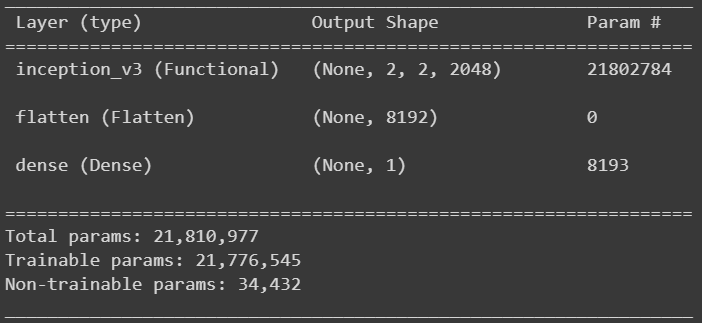 Layer (type) Output Shape Param #
inception_v3 (Functional) (None, 2, 2, 2048) 21802784
flatten (Flatten) (None, 8192) 0
dense (Dense) (None, 1) 8193
Total params: 21,810,977
Trainable params: 21,776,545
Non-trainable params: 34,432